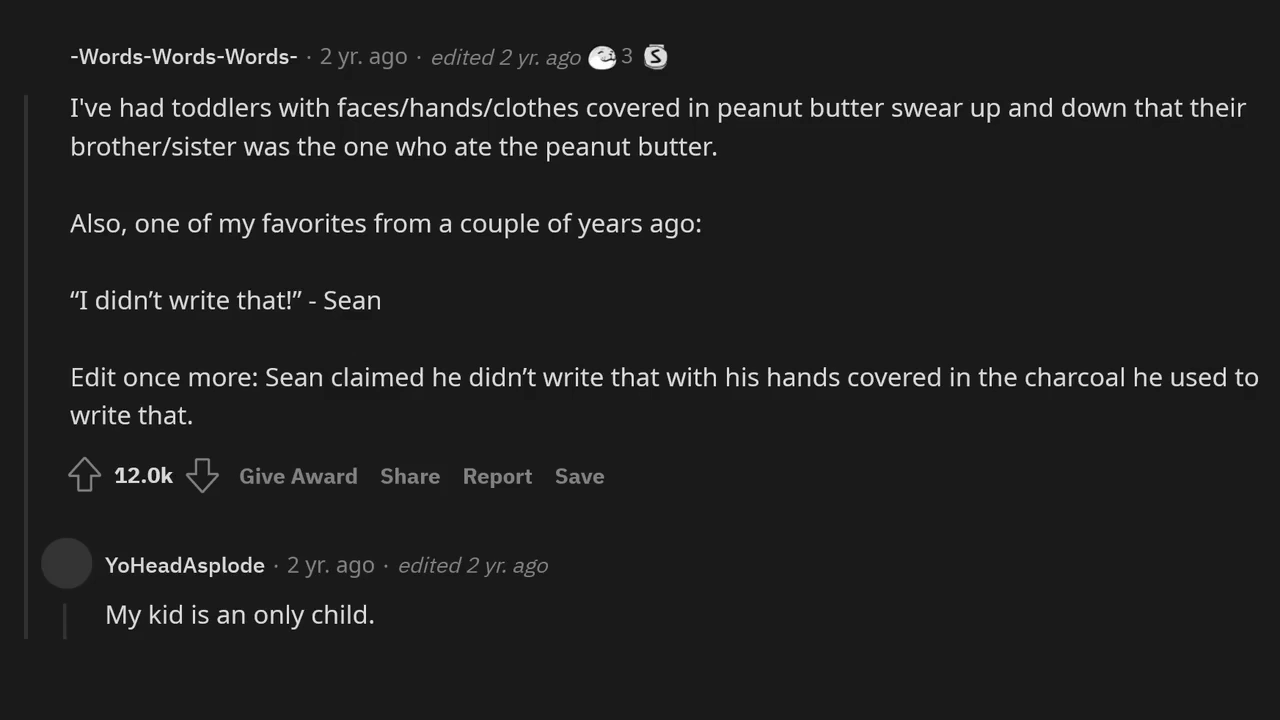 -Words-Words-Words- · 2 yr. ago · edited 2 yr. ago 3 S
I've had toddlers with faces/hands/clothes covered in peanut butter swear up and down that their
brother/sister was the one who ate the peanut butter.
Also, one of my favorites from a couple of years ago:
“I didn’t write that!” - Sean
Edit once more: Sean claimed he didn’t write that with his hands covered in the charcoal he used to
write that.
12.0k Give Award Share Report Save
YoHeadAsplode · 2 yr. ago · edited 2 yr. ago
My kid is an only child.